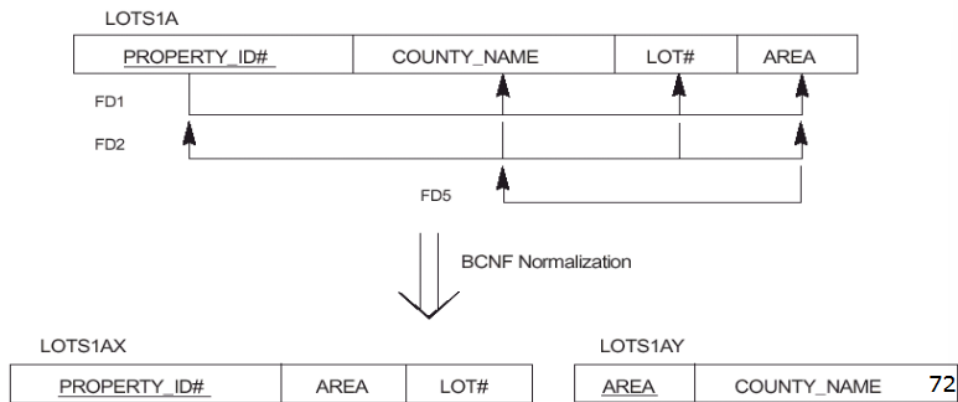 LOTS1A
PROPERTY_ID# COUNTY_NAME LOT# AREA
FD1
FD2
FD5
BCNF Normalization
LOTS1AX LOTS1AY
PROPERTY_ID# AREA LOT# AREA COUNTY_NAME 72